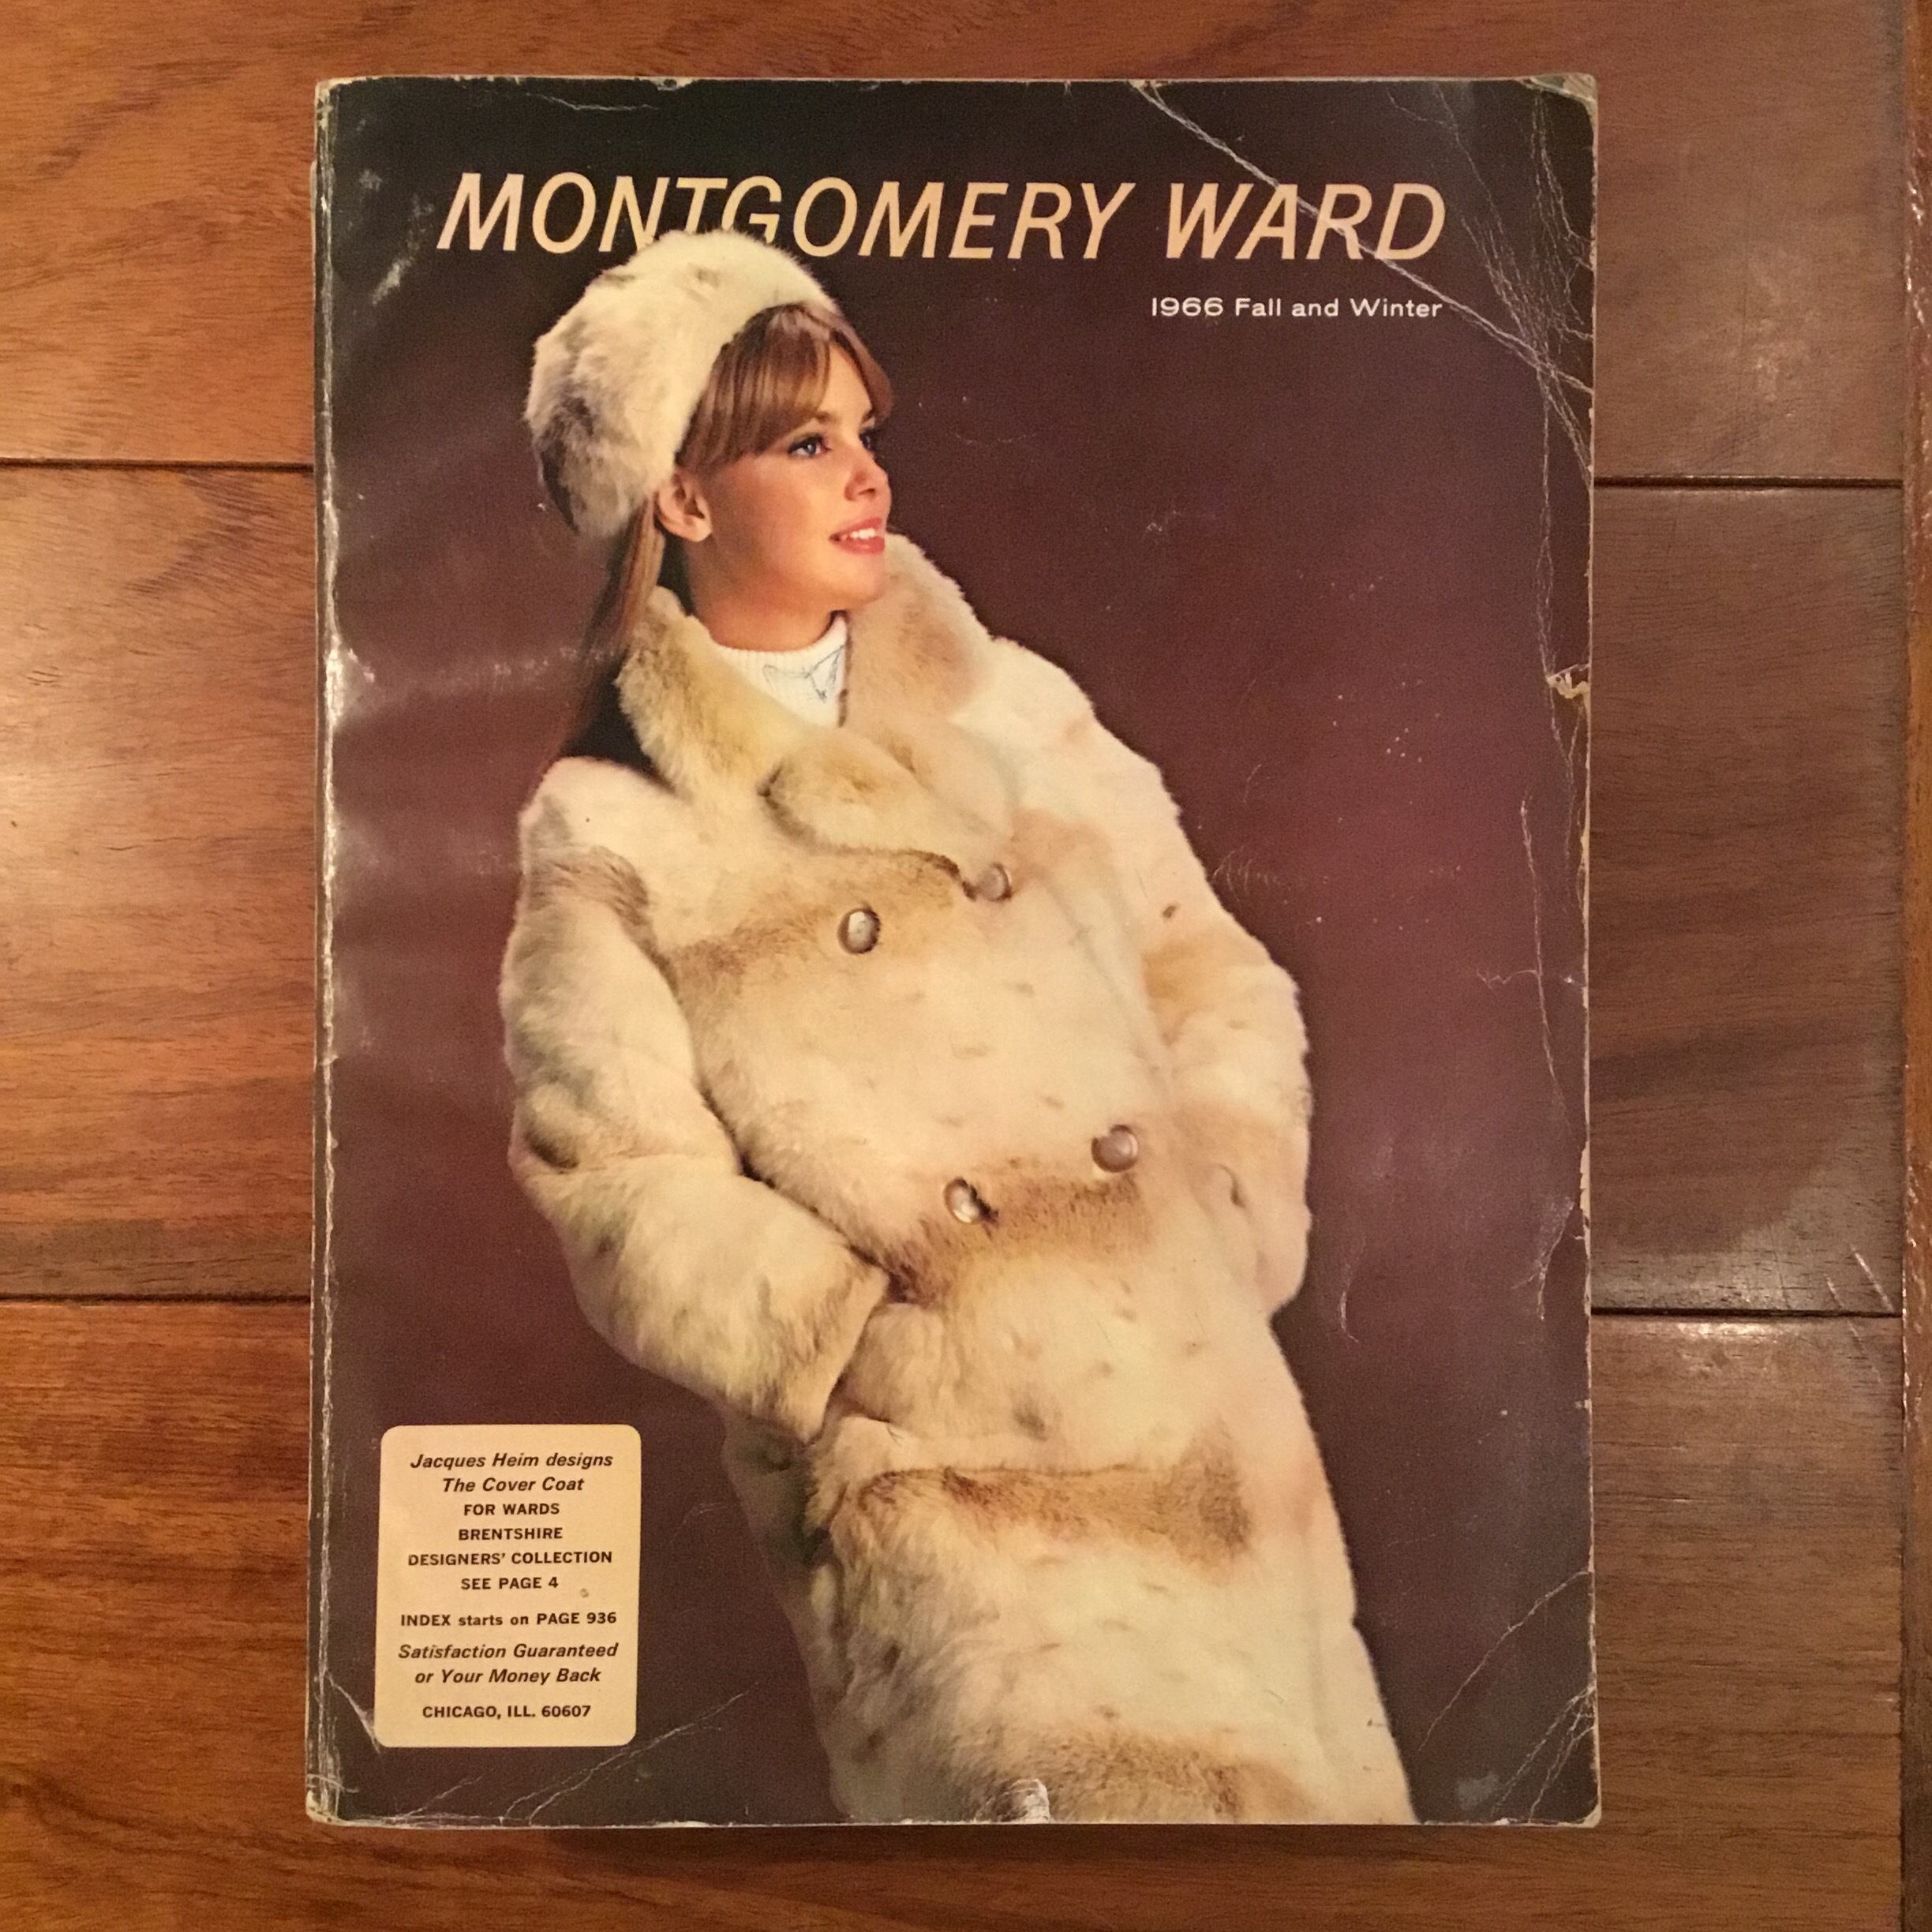 MONTGOMERY WARD
1966 Fall and Winter
Jacques Heim designs
The Cover Coat
FOR WARDS
BRENTSHIRE
DESIGNERS' COLLECTION
SEE PAGE 4
INDEX starts on PAGE 936
Satisfaction Guaranteed
or Your Money Back
CHICAGO, ILL. 60607